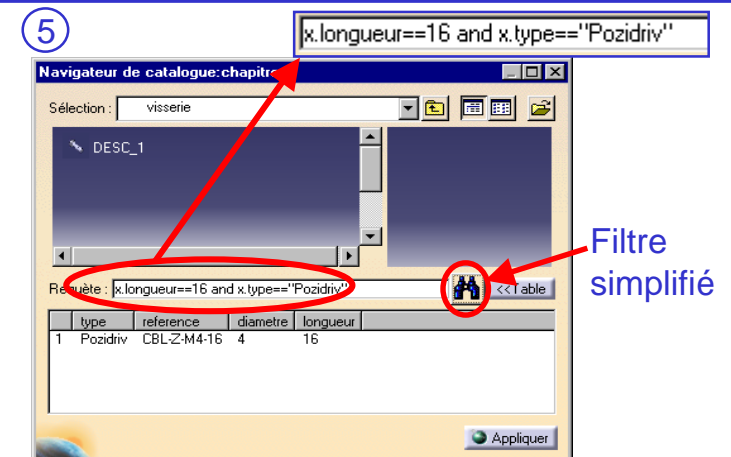 5
x.longueur==16 and x.type=="Pozidriv"
Navigateur de catalogue:chapitre
Sélection : visserie
DESC_1
Filtre
simplifié
Requête : x.longueur==16 and x.type=="Pozidriv"
<<Table
type reference diametre longueur
1 Pozidriv CBL-Z-M4-16 4 16
Appliquer